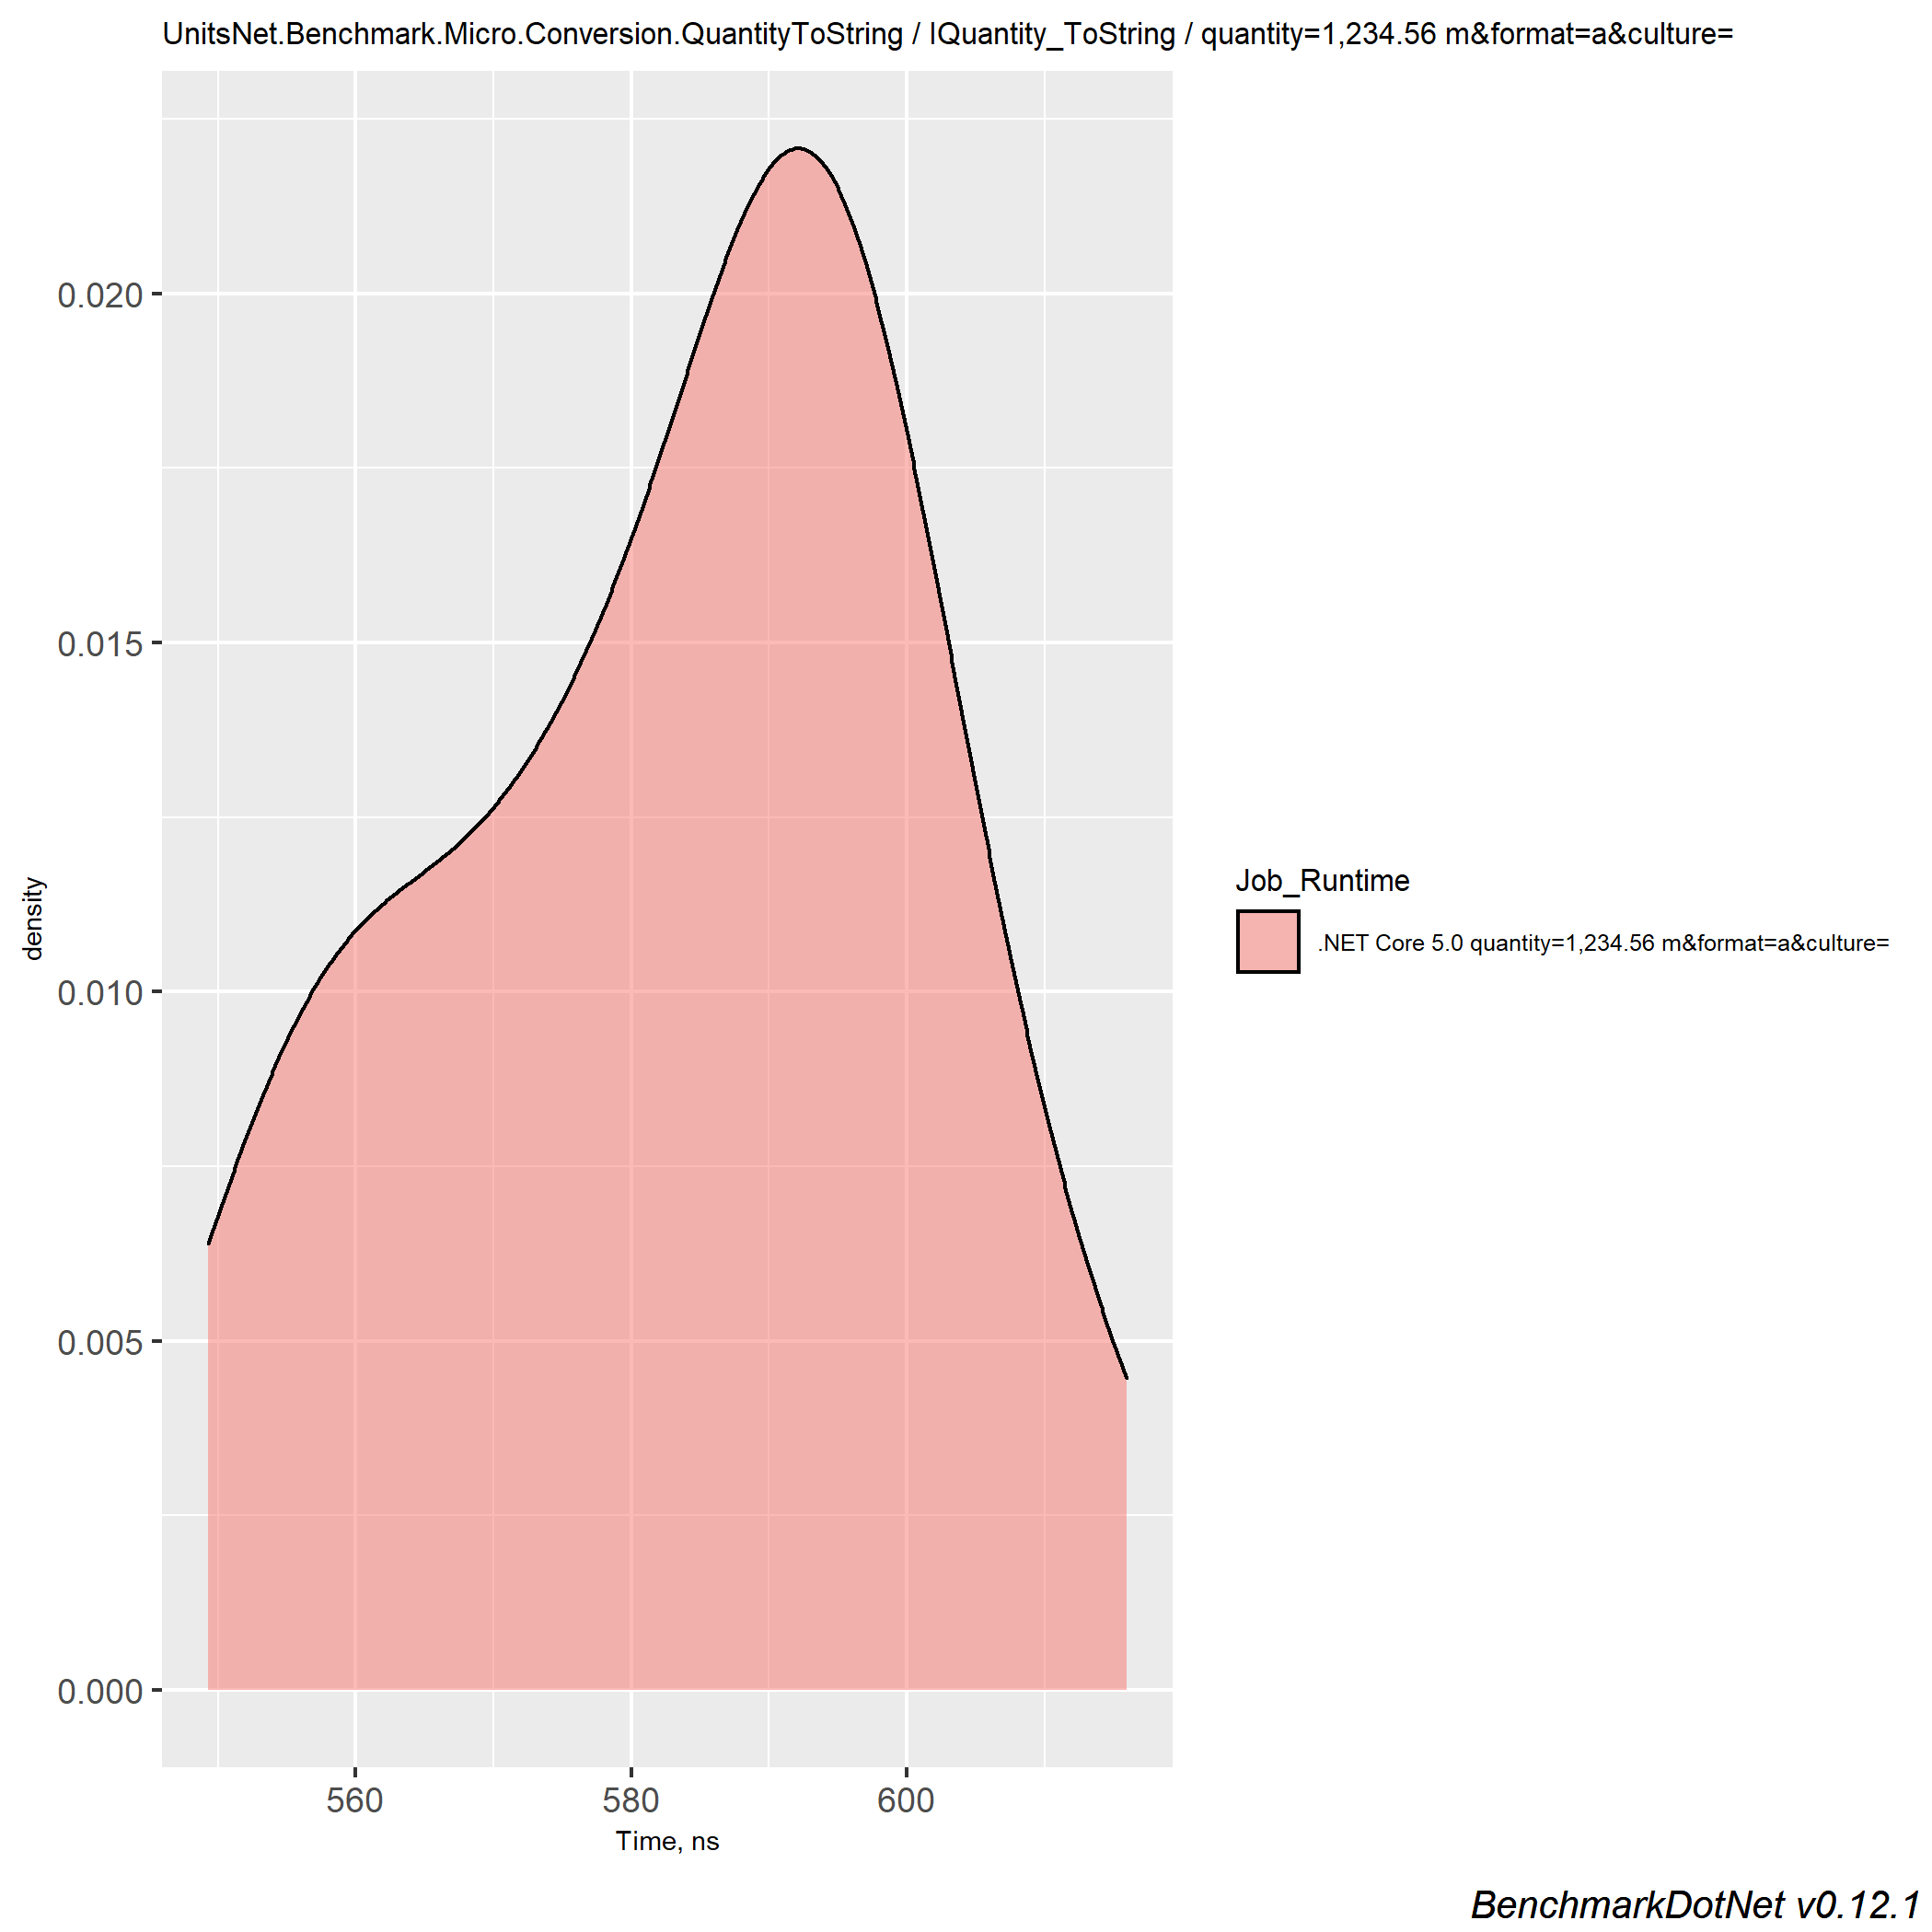 UnitsNet.Benchmark.Micro.Conversion.QuantityToString / IQuantity_ToString / quantity=1,234.56 m&format=a&culture=
0.020
0.015
0.010
0.005
0.000
density
560 580 600
Time, ns
Job_Runtime
.NET Core 5.0 quantity=1,234.56 m&format=a&culture=
BenchmarkDotNet v0.12.1